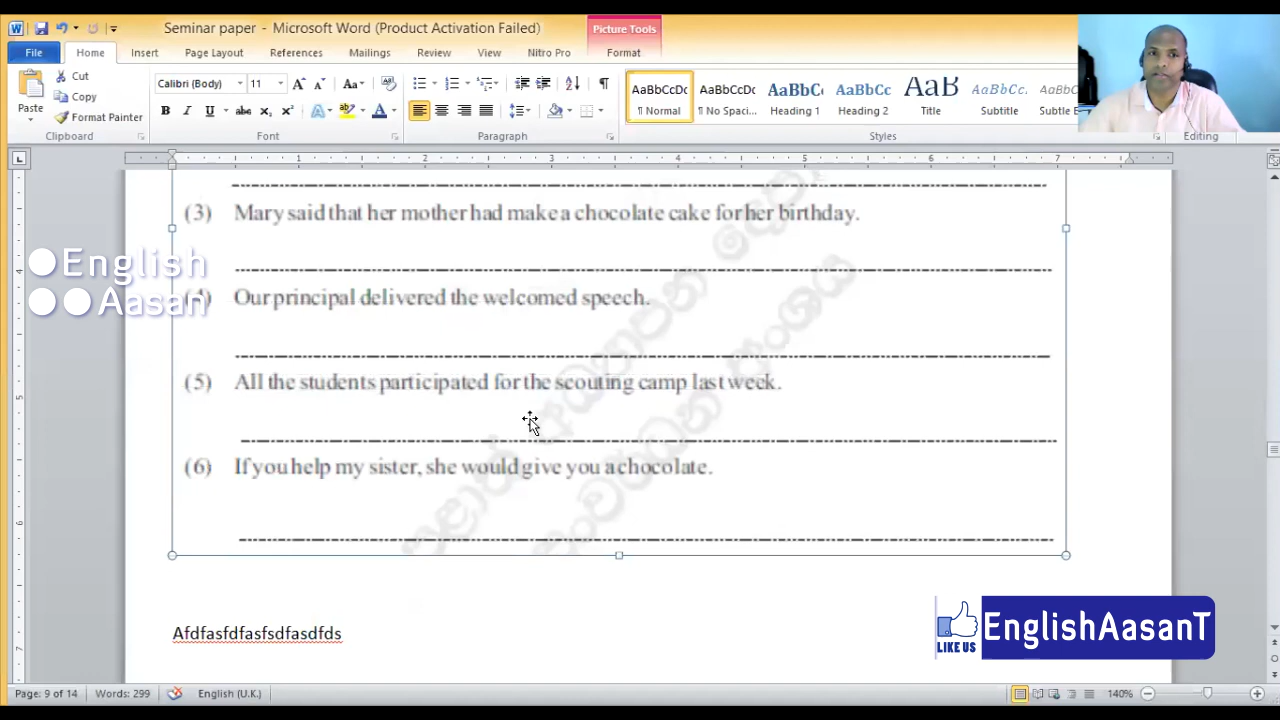 Seminar paper - Microsoft Word (Product Activation Failed)
Picture Tools
File Home Insert Page Layout References Mailings Review View Nitro Pro Format
Paste
Cut
Copy
Format Painter
Calibri (Body) 11
AaBbCcDc AaBbCcDc AaBbC AaBbCc AaB AaBbCc. AaBbCc
¶ Normal ¶ No Spaci... Heading 1 Heading 2 Title Subtitle Subtle E
Clipboard Font Paragraph Styles Editing
(3) Mary said that her mother had make a chocolate cake for her birthday.
English
Aasan
(4) Our principal delivered the welcomed speech.
(5) All the students participated for the scouting camp last week.
(6) If you help my sister, she would give you a chocolate.
Afdfasfdfasfsdfasdfds
LIKE US
EnglishAasanT
Page: 9 of 14 Words: 299 English (U.K.) 140%